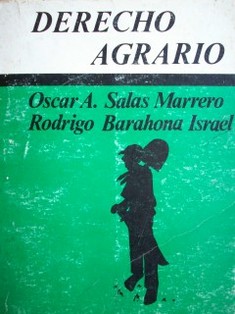 DERECHO
AGRARIO
Oscar A. Salas Marrero
Rodrigo Barahona Israel